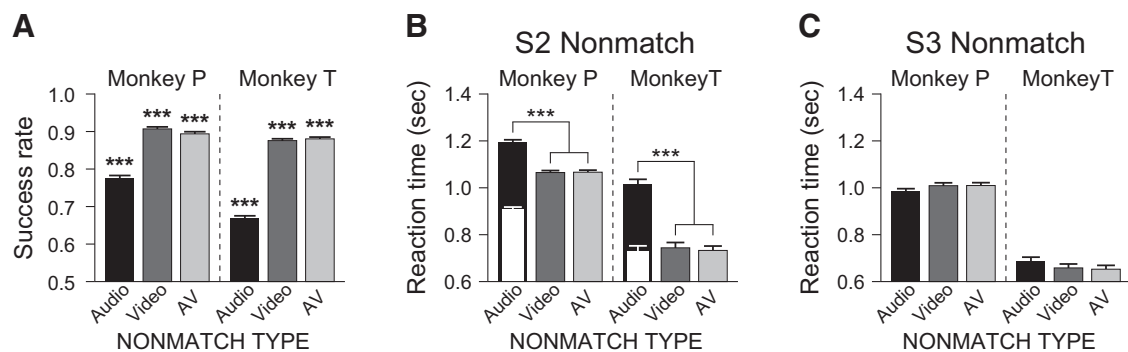 A
Monkey P Monkey T
Success rate
1.0
0.9
0.8
0.7
0.6
0.5
*** *** *** *** *** ***
Audio Video AV Audio Video AV
NONMATCH TYPE
B
S2 Nonmatch
Monkey P MonkeyT
Reaction time (sec)
1.4
1.2
1.0
0.8
0.6
*** ***
Audio Video AV Audio Video AV
NONMATCH TYPE
C
S3 Nonmatch
Monkey P MonkeyT
Reaction time (sec)
1.4
1.2
1.0
0.8
0.6
Audio Video AV Audio Video AV
NONMATCH TYPE